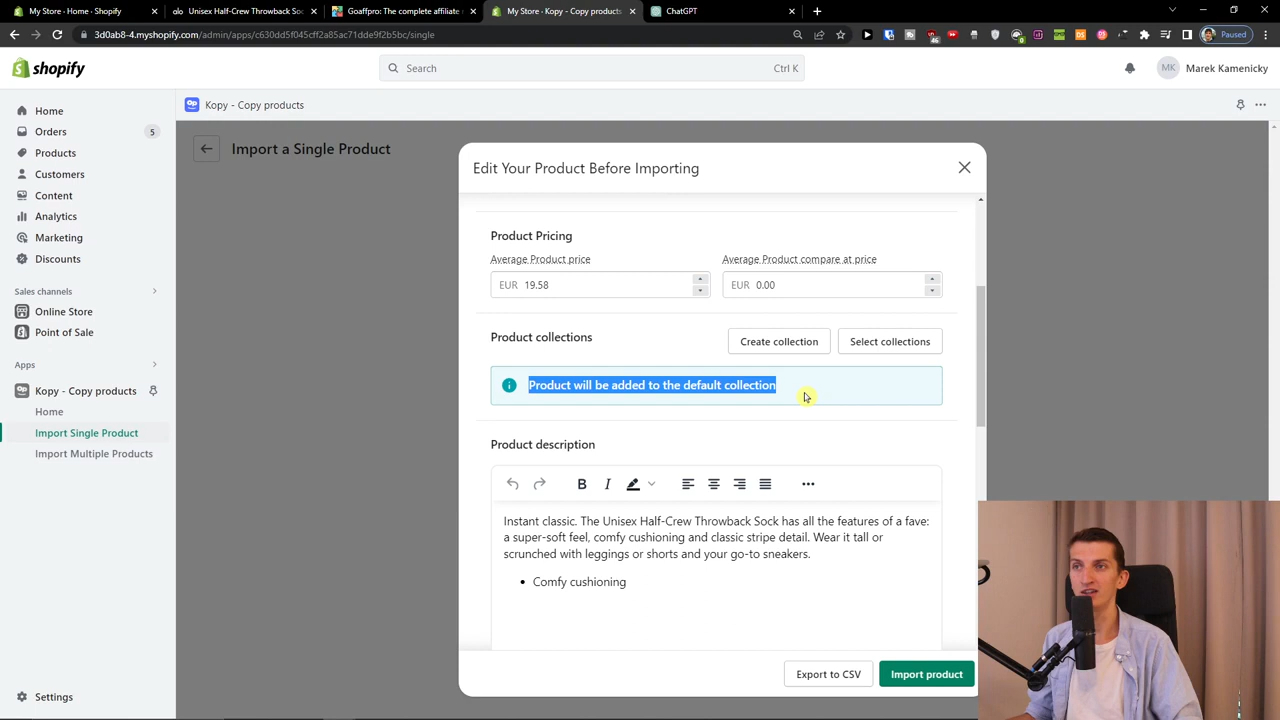 My Store · Home · Shopify
Unisex Half-Crew Throwback So
Goaffpro: The complete affiliate
My Store · Kopy - Copy products
ChatGPT
3d0ab8-4.myshopify.com/admin/apps/c630dd5f045cff2a85ac71dde9f2b5bc/single
46
Paused
shopify
Search
Ctrl K
MK
Marek Kamenicky
Home
Orders
5
Products
Customers
Content
Analytics
Marketing
Discounts
Sales channels
Online Store
Point of Sale
Apps
Kopy - Copy products
Home
Import Single Product
Import Multiple Products
Settings
Kopy - Copy products
Import a Single Product
Edit Your Product Before Importing
Product Pricing
Average Product price
Average Product compare at price
EUR 19.58
EUR 0.00
Product collections
Create collection
Select collections
Product will be added to the default collection
Product description
B I
Instant classic. The Unisex Half-Crew Throwback Sock has all the features of a fave:
a super-soft feel, comfy cushioning and classic stripe detail. Wear it tall or
scrunched with leggings or shorts and your go-to sneakers.
• Comfy cushioning
Export to CSV
Import product